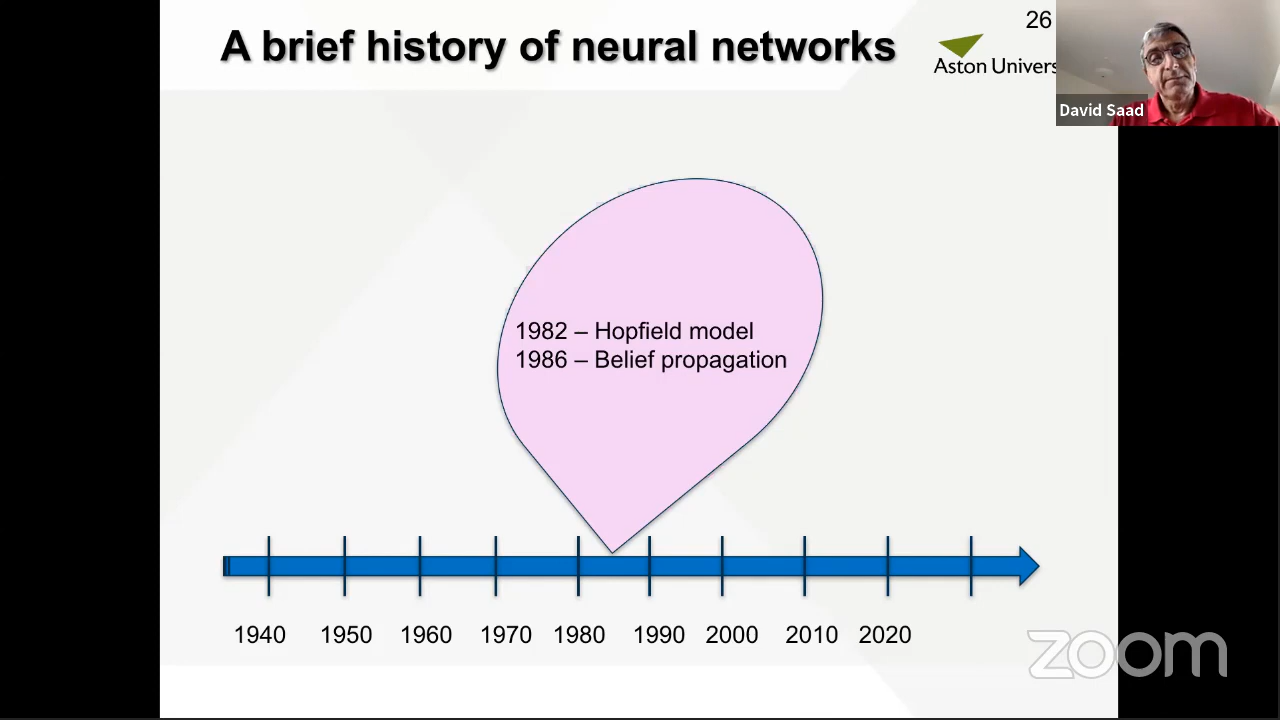 A brief history of neural networks
26
Aston Univers
David Saad
1982 – Hopfield model
1986 – Belief propagation
1940 1950 1960 1970 1980 1990 2000 2010 2020
zoom